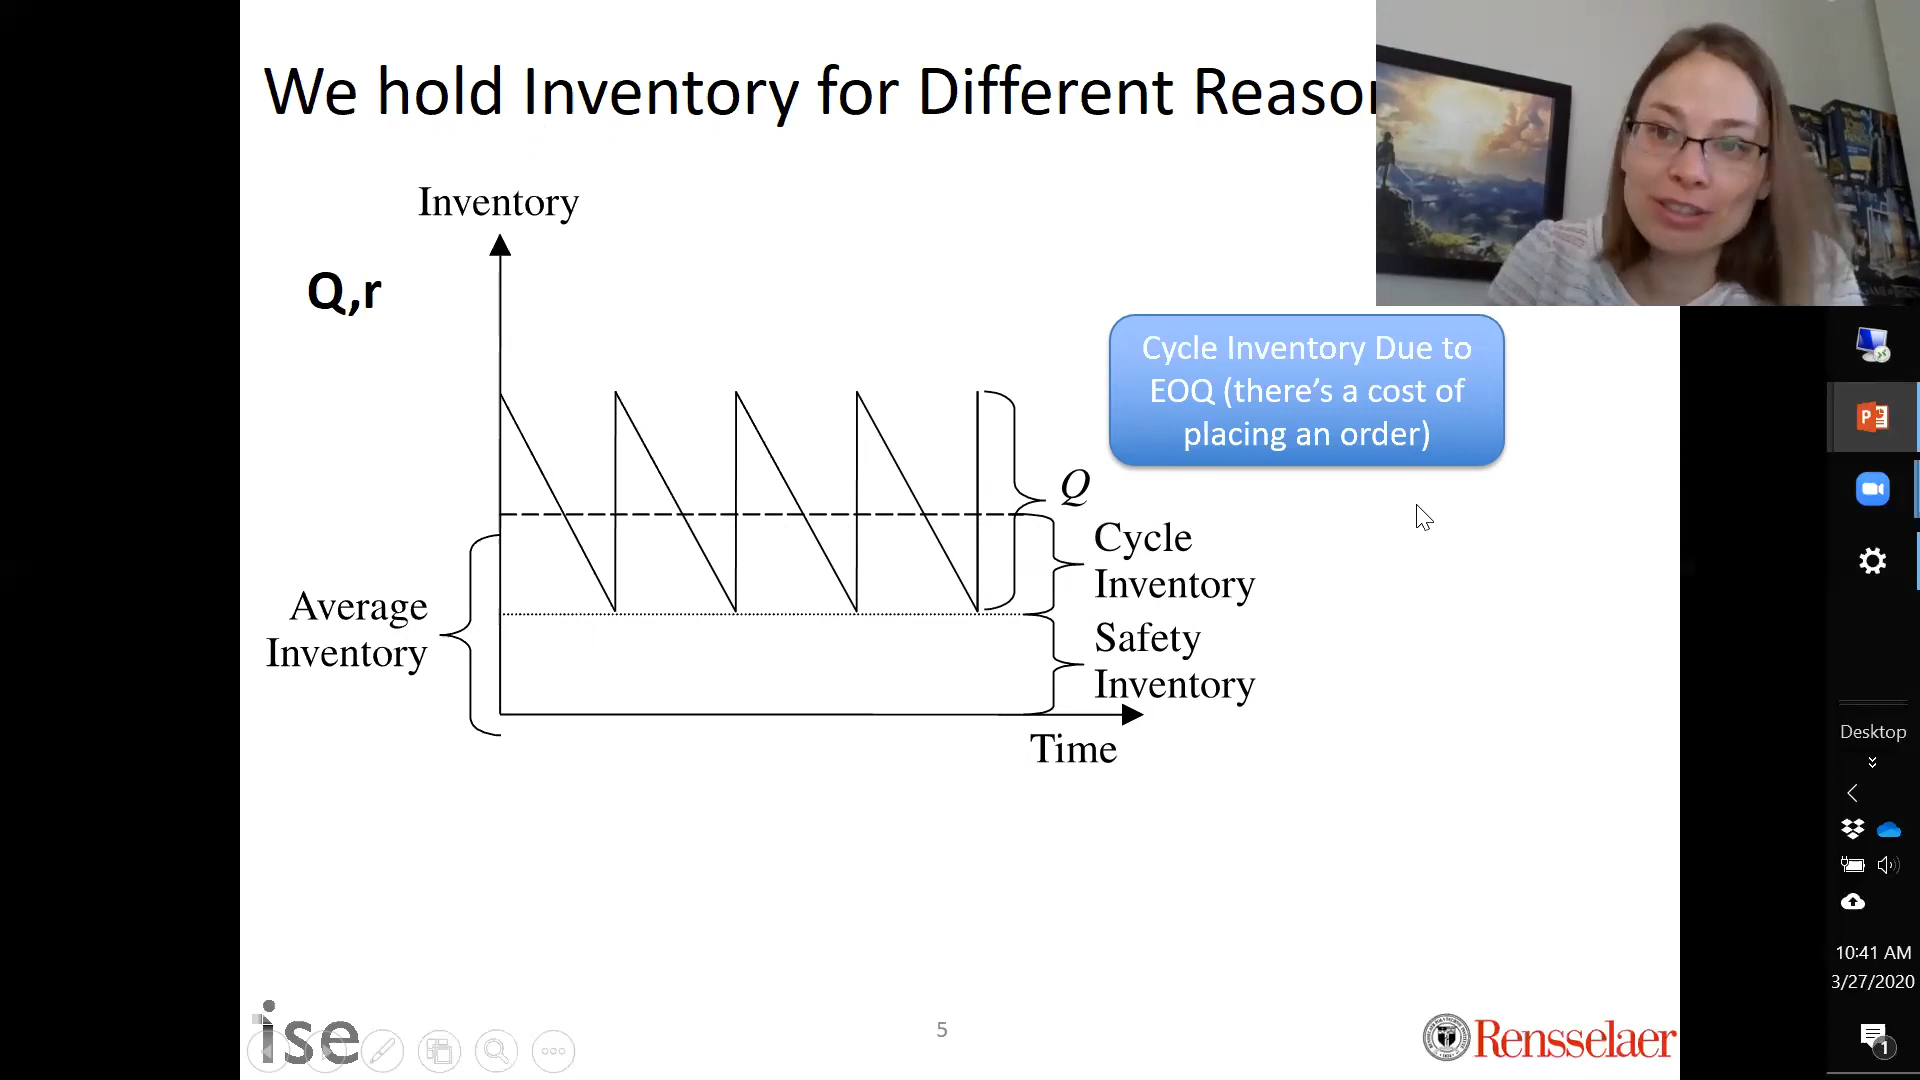 We hold Inventory for Different Reason
Inventory
Q,r
Cycle Inventory Due to
EOQ (there's a cost of
placing an order)
Q
Cycle
Inventory
Average
Inventory
Safety
Inventory
Time
Desktop
10:41 AM
3/27/2020
1
ise
5
Rensselaer